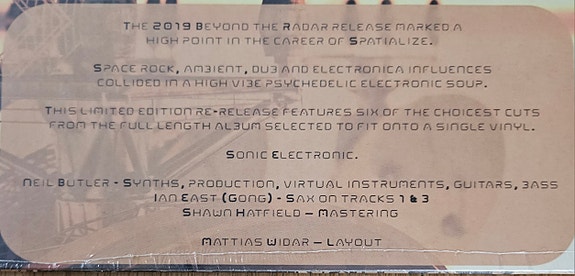 The 2019 Beyond the Radar release marked a
high point in the career of Spatialize.
Space rock, ambient, dub and electronica influences
collided in a high vibe psychedelic electronic soup.
This limited edition re-release features six of the choicest cuts
from the full length album selected to fit onto a single vinyl.
Sonic Electronic.
Neil Butler - Synths, production, virtual instruments, guitars, bass
Ian East (Gong) - Sax on tracks 1 & 3
Shawn Hatfield – Mastering
Mattias Widar – Layout